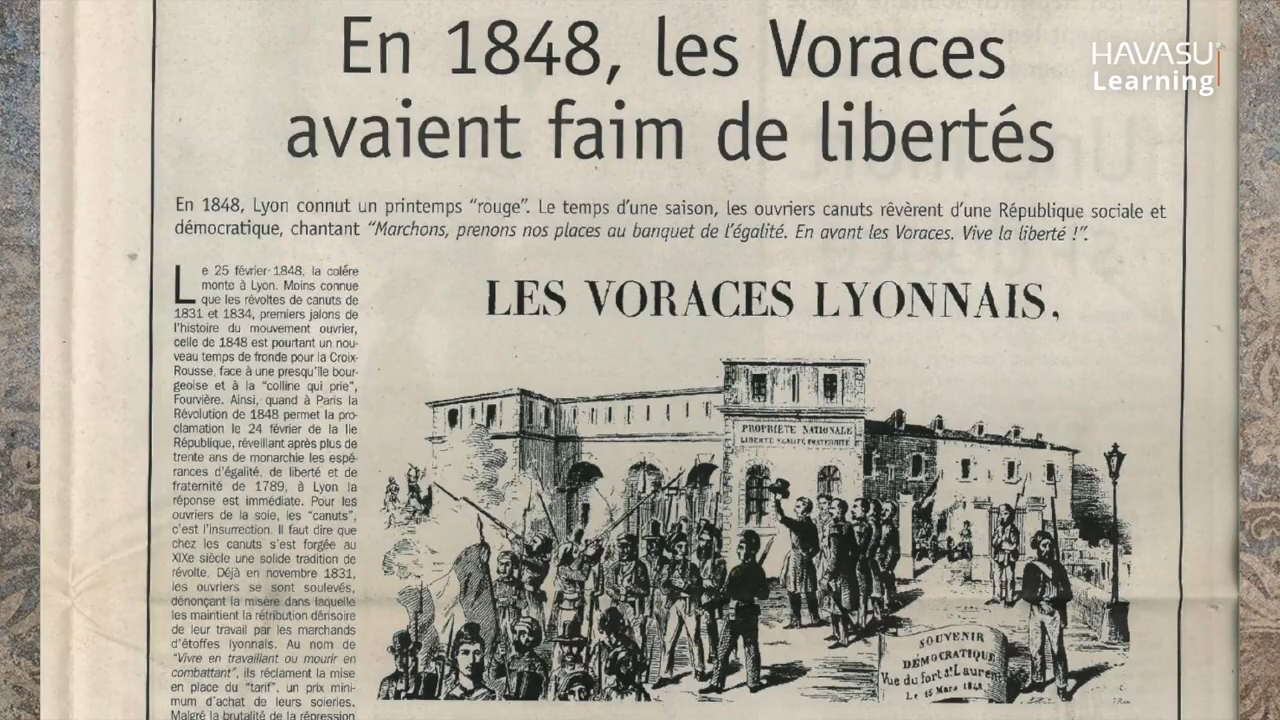 En 1848, les Voraces
avaient faim de libertés
HAVASU
Learning
En 1848, Lyon connut un printemps “rouge”. Le temps d’une saison, les ouvriers canuts rêvèrent d’une République sociale et
démocratique, chantant “Marchons, prenons nos places au banquet de l’égalité. En avant les Voraces. Vive la liberté !”.
Le 25 février 1848, la colère
monte à Lyon. Moins connue
que les révoltes de canuts de
1831 et 1834, premiers jalons de
l’histoire du mouvement ouvrier,
celle de 1848 est pourtant un nou-
veau temps de fronde pour la Croix-
Rousse, face à une presqu’île bour-
geoise et à la “colline qui prie”,
Fourvière. Ainsi, quand à Paris la
Révolution de 1848 permet la pro-
clamation le 24 février de la IIe
République, réveillant après plus de
trente ans de monarchie les espé-
rances d’égalité, de liberté et de
fraternité de 1789, à Lyon la
réponse est immédiate. Pour les
ouvriers de la soie, les “canuts”,
c’est l’insurrection. Il faut dire que
chez les canuts s’est forgée au
XIXe siècle une solide tradition de
révolte. Déjà en novembre 1831,
les ouvriers se sont soulevés,
dénonçant la misère dans laquelle
les maintient la rétribution dérisoire
de leur travail par les marchands
d’étoffes lyonnais. Au nom de
“Vivre en travaillant ou mourir en
combattant”, ils réclament la mise
en place du “tarif”, un prix mini-
mum d’achat de leurs soieries.
Malgré la brutalité de la répression
LES VORACES LYONNAIS,
PROPRIETE NATIONALE
LIBERTÉ EGALITÉ FRATERNITÉ
SOUVENIR
DÉMOCRATIQUE
Vue du fort St. Laurent
Le 15 Mars 1848